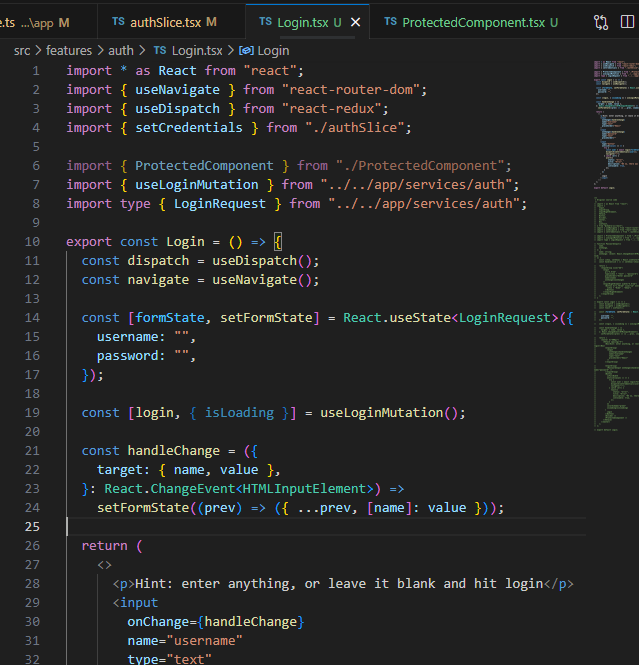 e.ts ...\app M TS authSlice.tsx M TS Login.tsx U TS ProtectedComponent.tsx U
src > features > auth > TS Login.tsx > Login
1 import * as React from "react";
2 import { useNavigate } from "react-router-dom";
3 import { useDispatch } from "react-redux";
4 import { setCredentials } from "./authSlice";
5
6 import { ProtectedComponent } from "./ProtectedComponent";
7 import { useLoginMutation } from "../../app/services/auth";
8 import type { LoginRequest } from "../../app/services/auth";
9
10 export const Login = () => {
11   const dispatch = useDispatch();
12   const navigate = useNavigate();
13
14   const [formState, setFormState] = React.useState<LoginRequest>({
15     username: "",
16     password: "",
17   });
18
19   const [login, { isLoading }] = useLoginMutation();
20
21   const handleChange = ({
22     target: { name, value },
23   }: React.ChangeEvent<HTMLInputElement>) =>
24     setFormState((prev) => ({ ...prev, [name]: value }));
25
26   return (
27     <>
28       <p>Hint: enter anything, or leave it blank and hit login</p>
29       <input
30         onChange={handleChange}
31         name="username"
32         type="text"